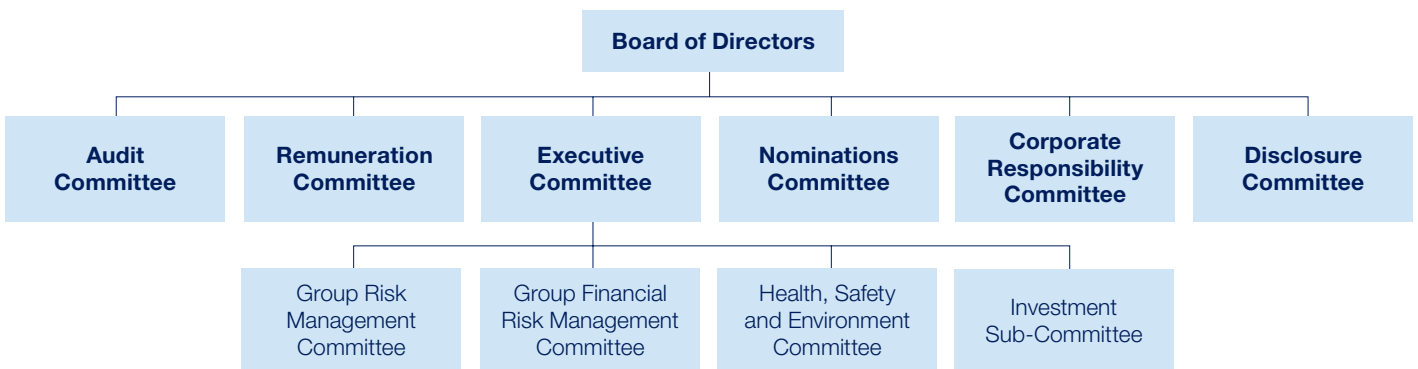 Board of Directors
Audit
Committee
Remuneration
Committee
Executive
Committee
Nominations
Committee
Corporate
Responsibility
Committee
Disclosure
Committee
Group Risk
Management
Committee
Group Financial
Risk Management
Committee
Health, Safety
and Environment
Committee
Investment
Sub-Committee